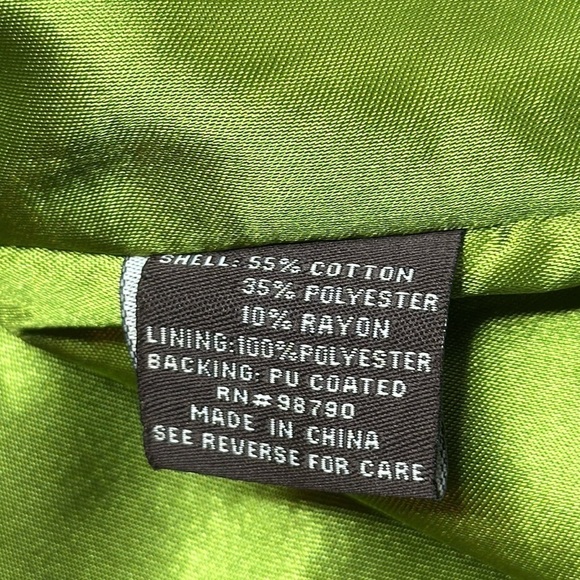 SHELL: 55% COTTON
35% POLYESTER
10% RAYON
LINING:100%POLYESTER
BACKING: PU COATED
RN#98790
MADE IN CHINA
SEE REVERSE FOR CARE